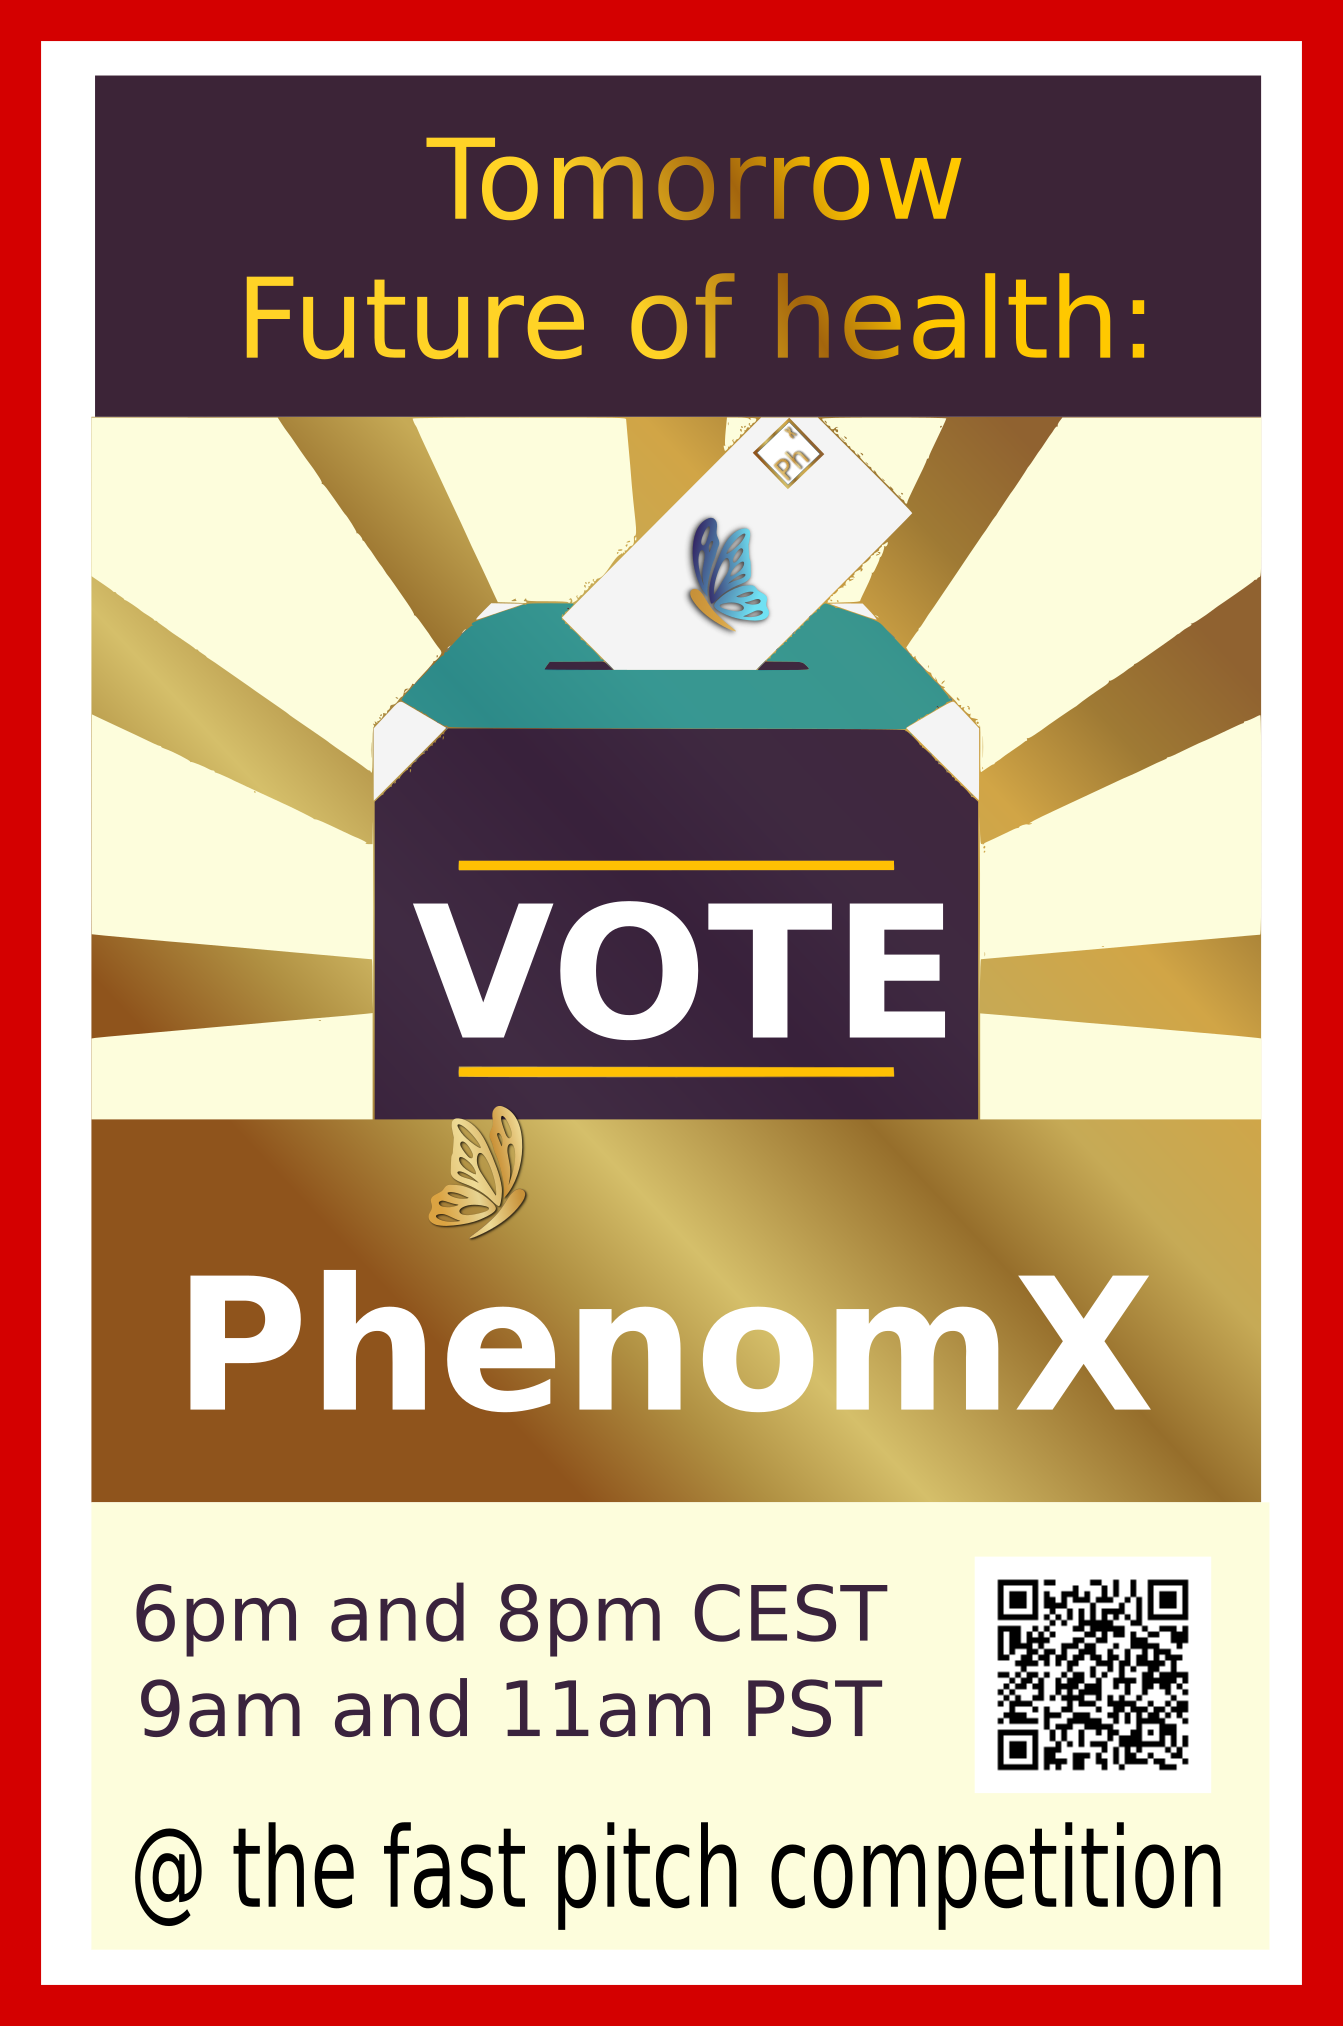 Tomorrow
Future of health:
Ph x
VOTE
PhenomX
6pm and 8pm CEST
9am and 11am PST
@ the fast pitch competition